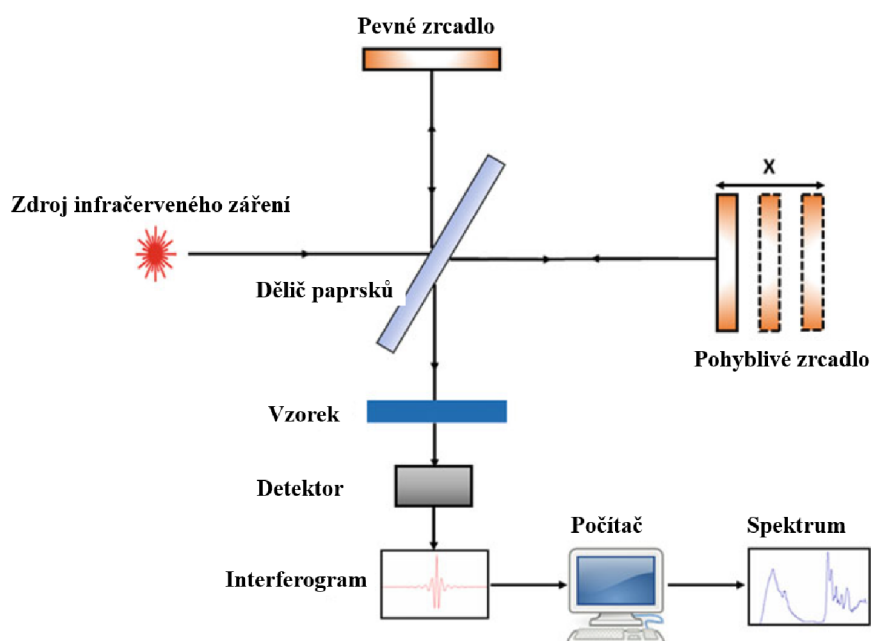 Pevné zrcadlo
X
Zdroj infračerveného záření
Dělič paprsků
Pohyblivé zrcadlo
Vzorek
Detektor
Počítač
Spektrum
Interferogram